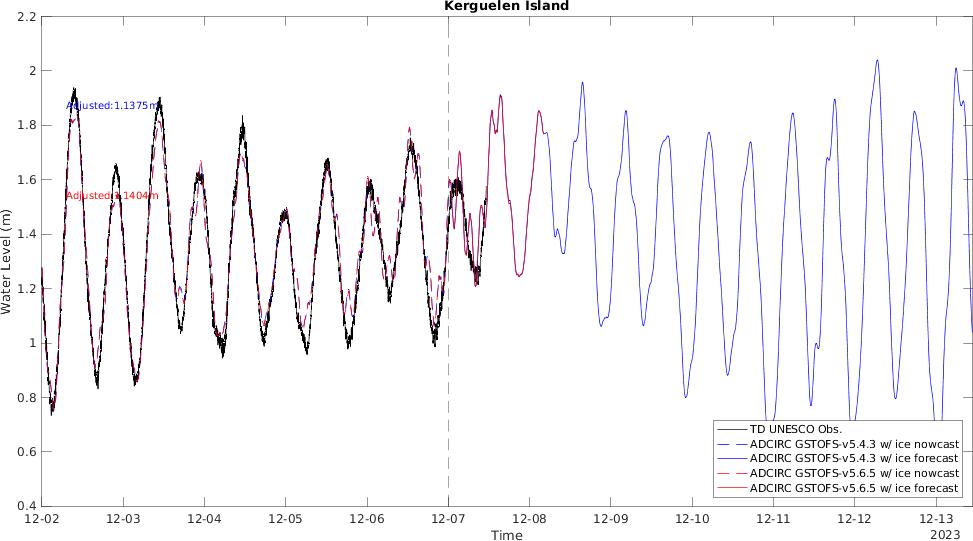 Kerguelen Island
2.2
2
1.8
1.6
1.4
1.2
1
0.8
0.6
0.4
Water Level (m)
Adjusted:1.1375m
Adjusted:1.1404m
TD UNESCO Obs.
ADCIRC GSTOFS-v5.4.3 w/ ice nowcast
ADCIRC GSTOFS-v5.4.3 w/ ice forecast
ADCIRC GSTOFS-v5.6.5 w/ ice nowcast
ADCIRC GSTOFS-v5.6.5 w/ ice forecast
12-02 12-03 12-04 12-05 12-06 12-07 12-08 12-09 12-10 12-11 12-12 12-13
Time
2023